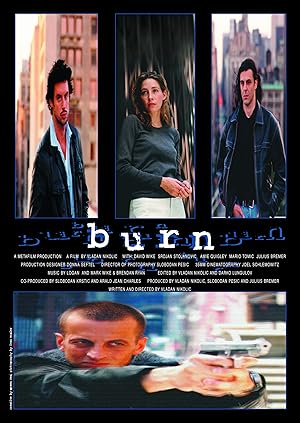 burn
A METAFILM PRODUCTION A FILM BY VLADAN NIKOLIC WITH: DAVID WIKE SRDJAN STOJANOVIC AMIE QUIGLEY MARIO TOMIC JULIUS BREMER
PRODUCTION DESIGNER DONNA SEFTEL DIRECTOR OF PHOTOGRAPHY SLOBODAN PESIC 35MM CINEMATOGRAPHY JOEL SCHLEMOWITZ
MUSIC BY LOGAN AND MARK WIKE & BRENDAN RYAN EDITED BY VLADAN NIKOLIC AND DARKO LUNGULOV
CO-PRODUCED BY SLOBODAN KRSTIC AND ARALD JEAN CHARLES PRODUCED BY VLADAN NIKOLIC, SLOBODAN PESIC AND JULIUS BREMER
WRITTEN AND DIRECTED BY VLADAN NIKOLIC